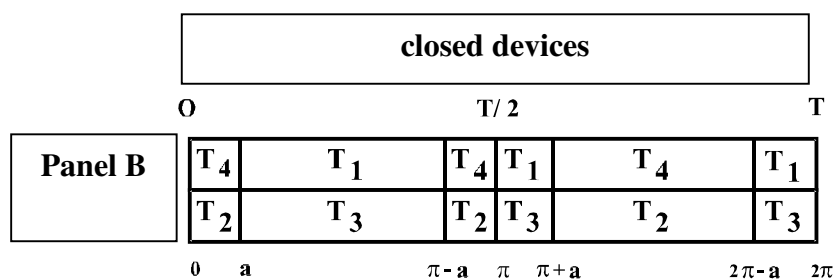 closed devices
O T/2 T
Panel B
T4 T1 T4 T1 T4 T1
T2 T3 T2 T3 T2 T3
0 a π-a π π+a 2π-a 2π